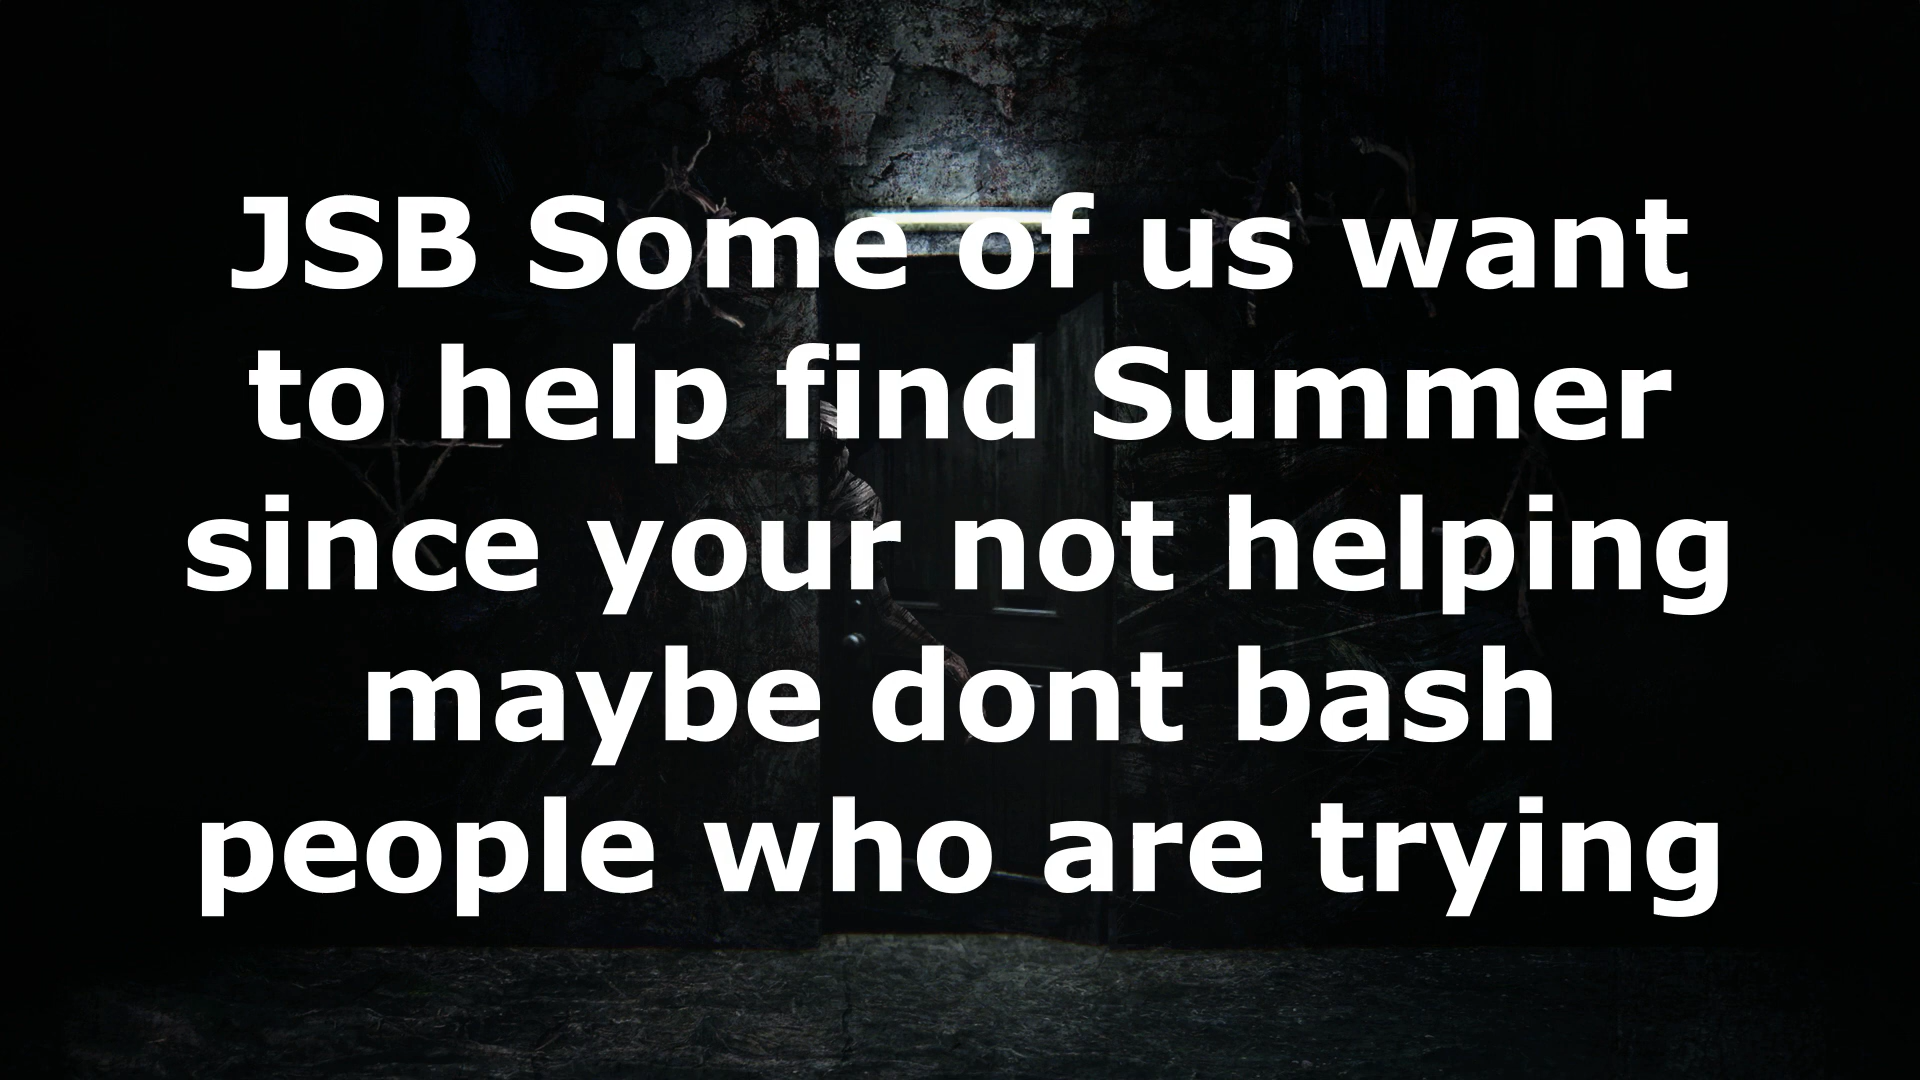 JSB Some of us want
to help find Summer
since your not helping
maybe dont bash
people who are trying